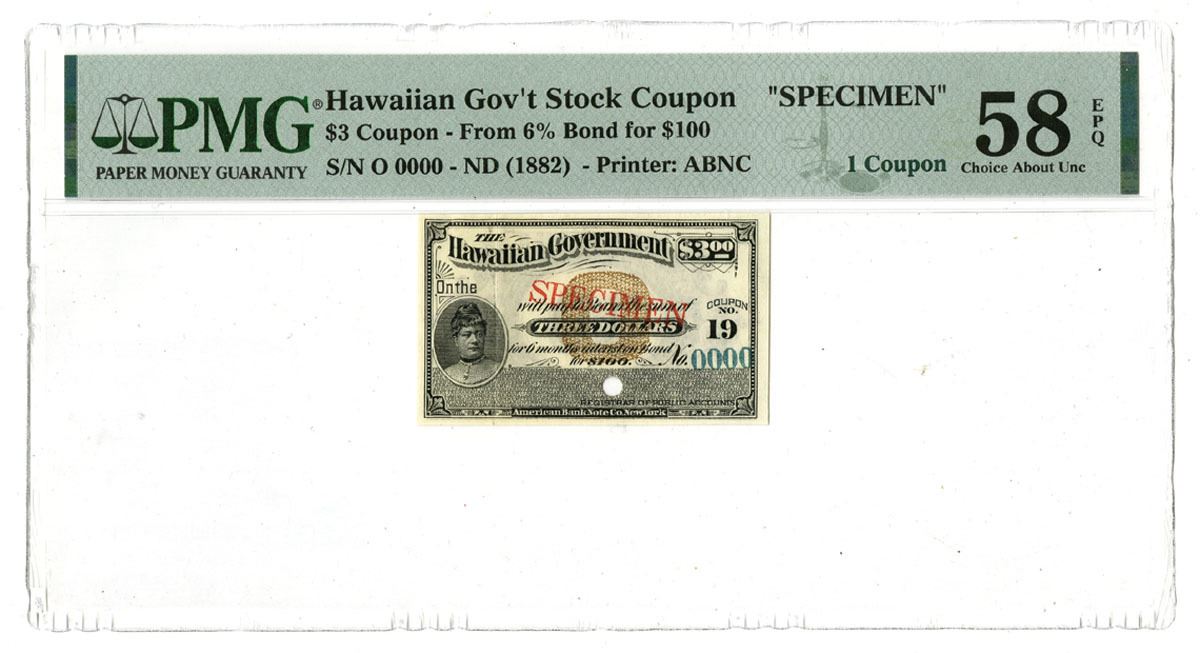 PMG® Hawaiian Gov't Stock Coupon "SPECIMEN" 58 EPQ
$3 Coupon - From 6% Bond for $100
PAPER MONEY GUARANTY S/N O 0000 - ND (1882) - Printer: ABNC 1 Coupon Choice About Unc
THE
Hawaiian Government $3.00
On the
SPECIMEN
will pay to Bearer the sum of COUPON NO.
THREE DOLLARS 19
for 6 months interest on Bond No. 0000
for $100.
REGISTRAR OF PUBLIC ACCOUNTS
American Bank Note Co. New York